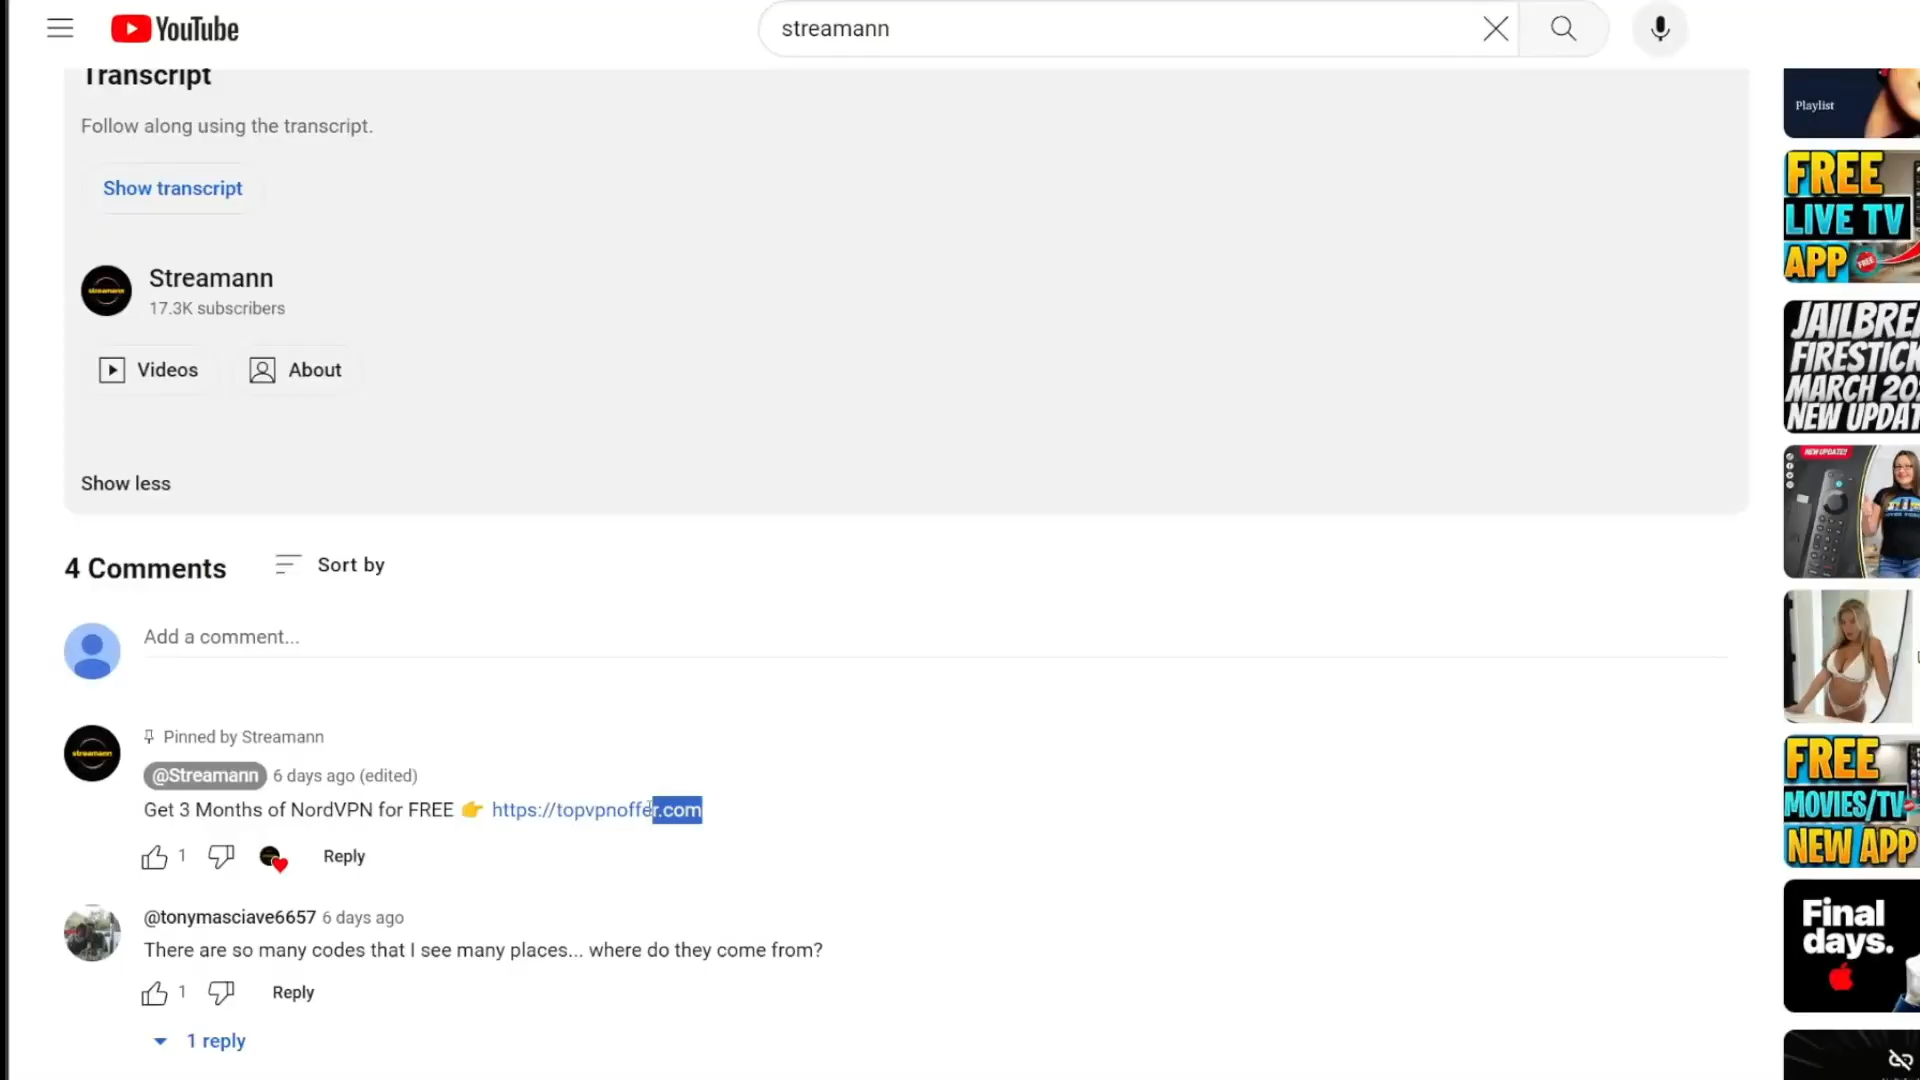 YouTube
streamann
Transcript
Follow along using the transcript.
Show transcript
Streamann
17.3K subscribers
Videos
About
Show less
4 Comments
Sort by
Add a comment...
Pinned by Streamann
@Streamann 6 days ago (edited)
Get 3 Months of NordVPN for FREE 👉 https://topvpnoffer.com
1
Reply
@tonymasciave6657 6 days ago
There are so many codes that I see many places... where do they come from?
1
Reply
1 reply
Playlist
FREE
LIVE TV
APP FREE
FIRESTICK
NEW UPDATE!!
FREE
MOVIES/TV
NEW APP
Final
days.